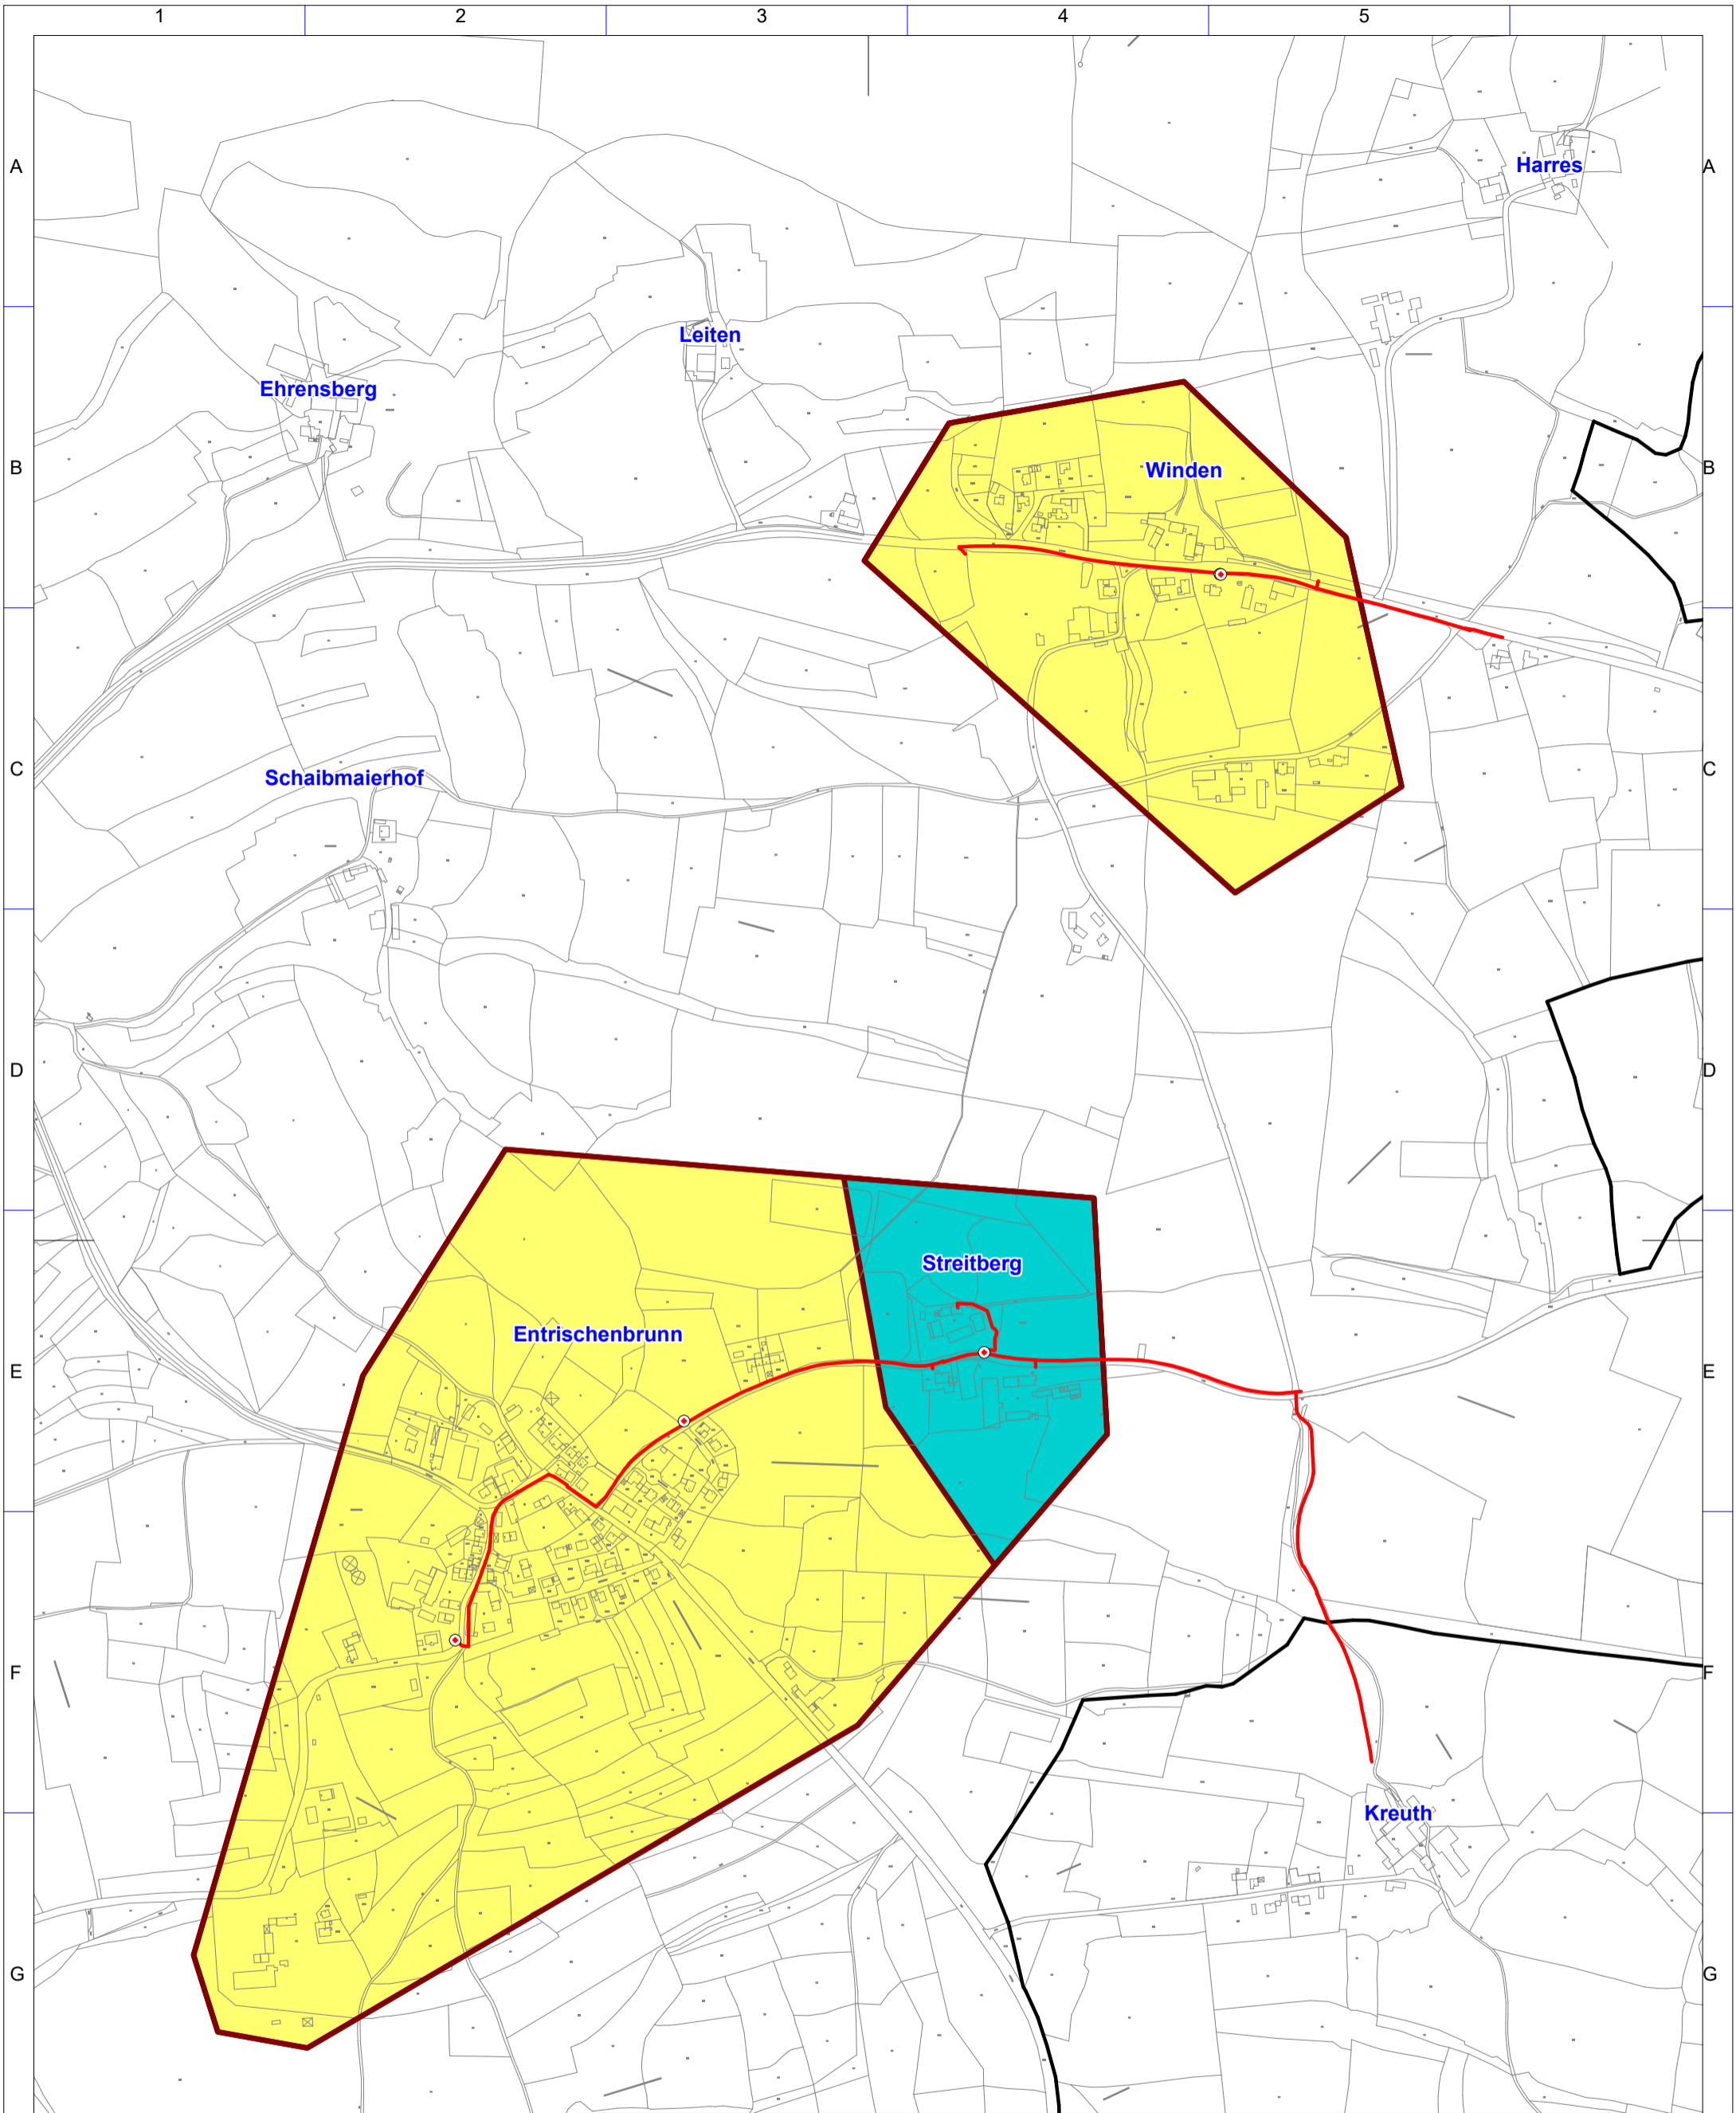 1 2 3 4 5
A A
Harres
Leiten
Ehrensberg
B B
Winden
C C
Schaibmaierhof
D D
Streitberg
Entrischenbrunn
E E
F F
Kreuth
G G